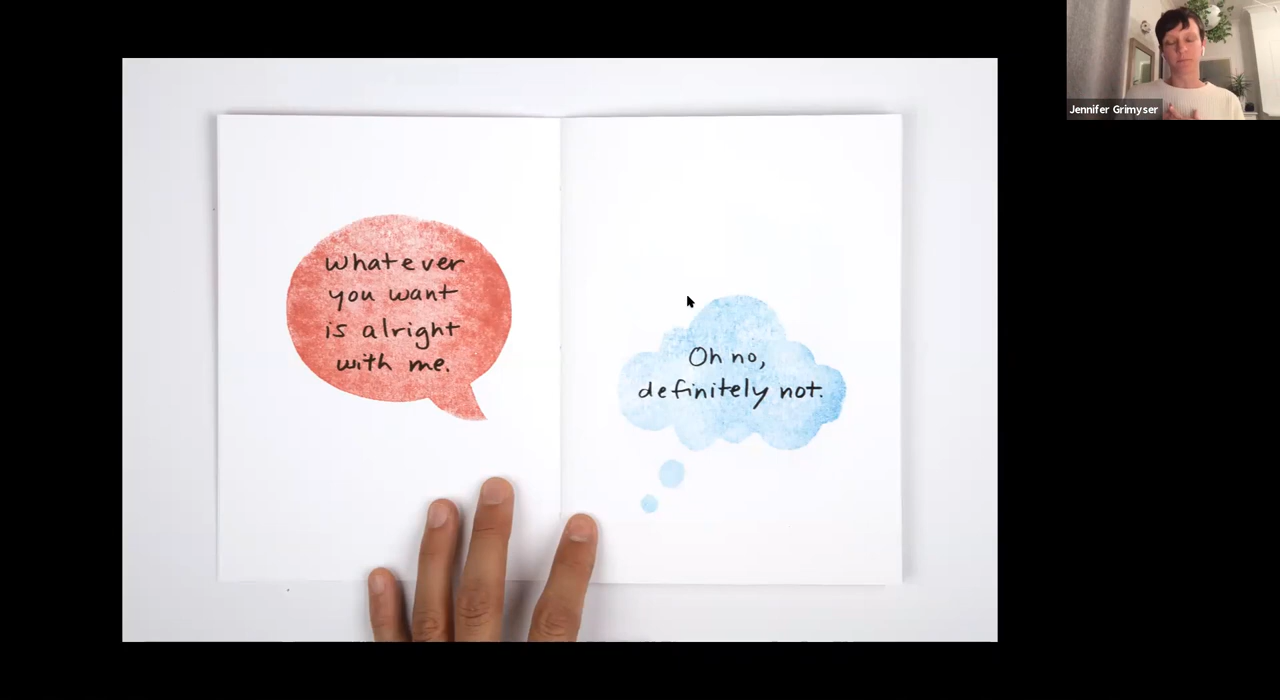 Whatever
you want
is alright
with me.
Oh no,
definitely not.
Jennifer Grimyser